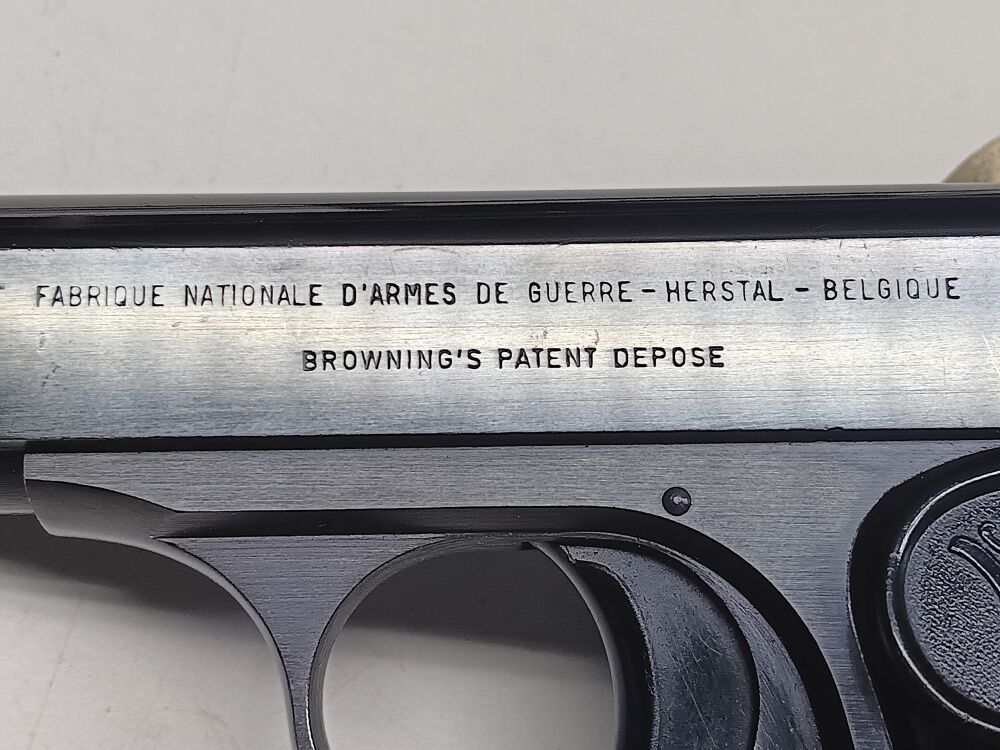 FABRIQUE NATIONALE D'ARMES DE GUERRE-HERSTAL-BELGIQUE
BROWNING'S PATENT DEPOSE